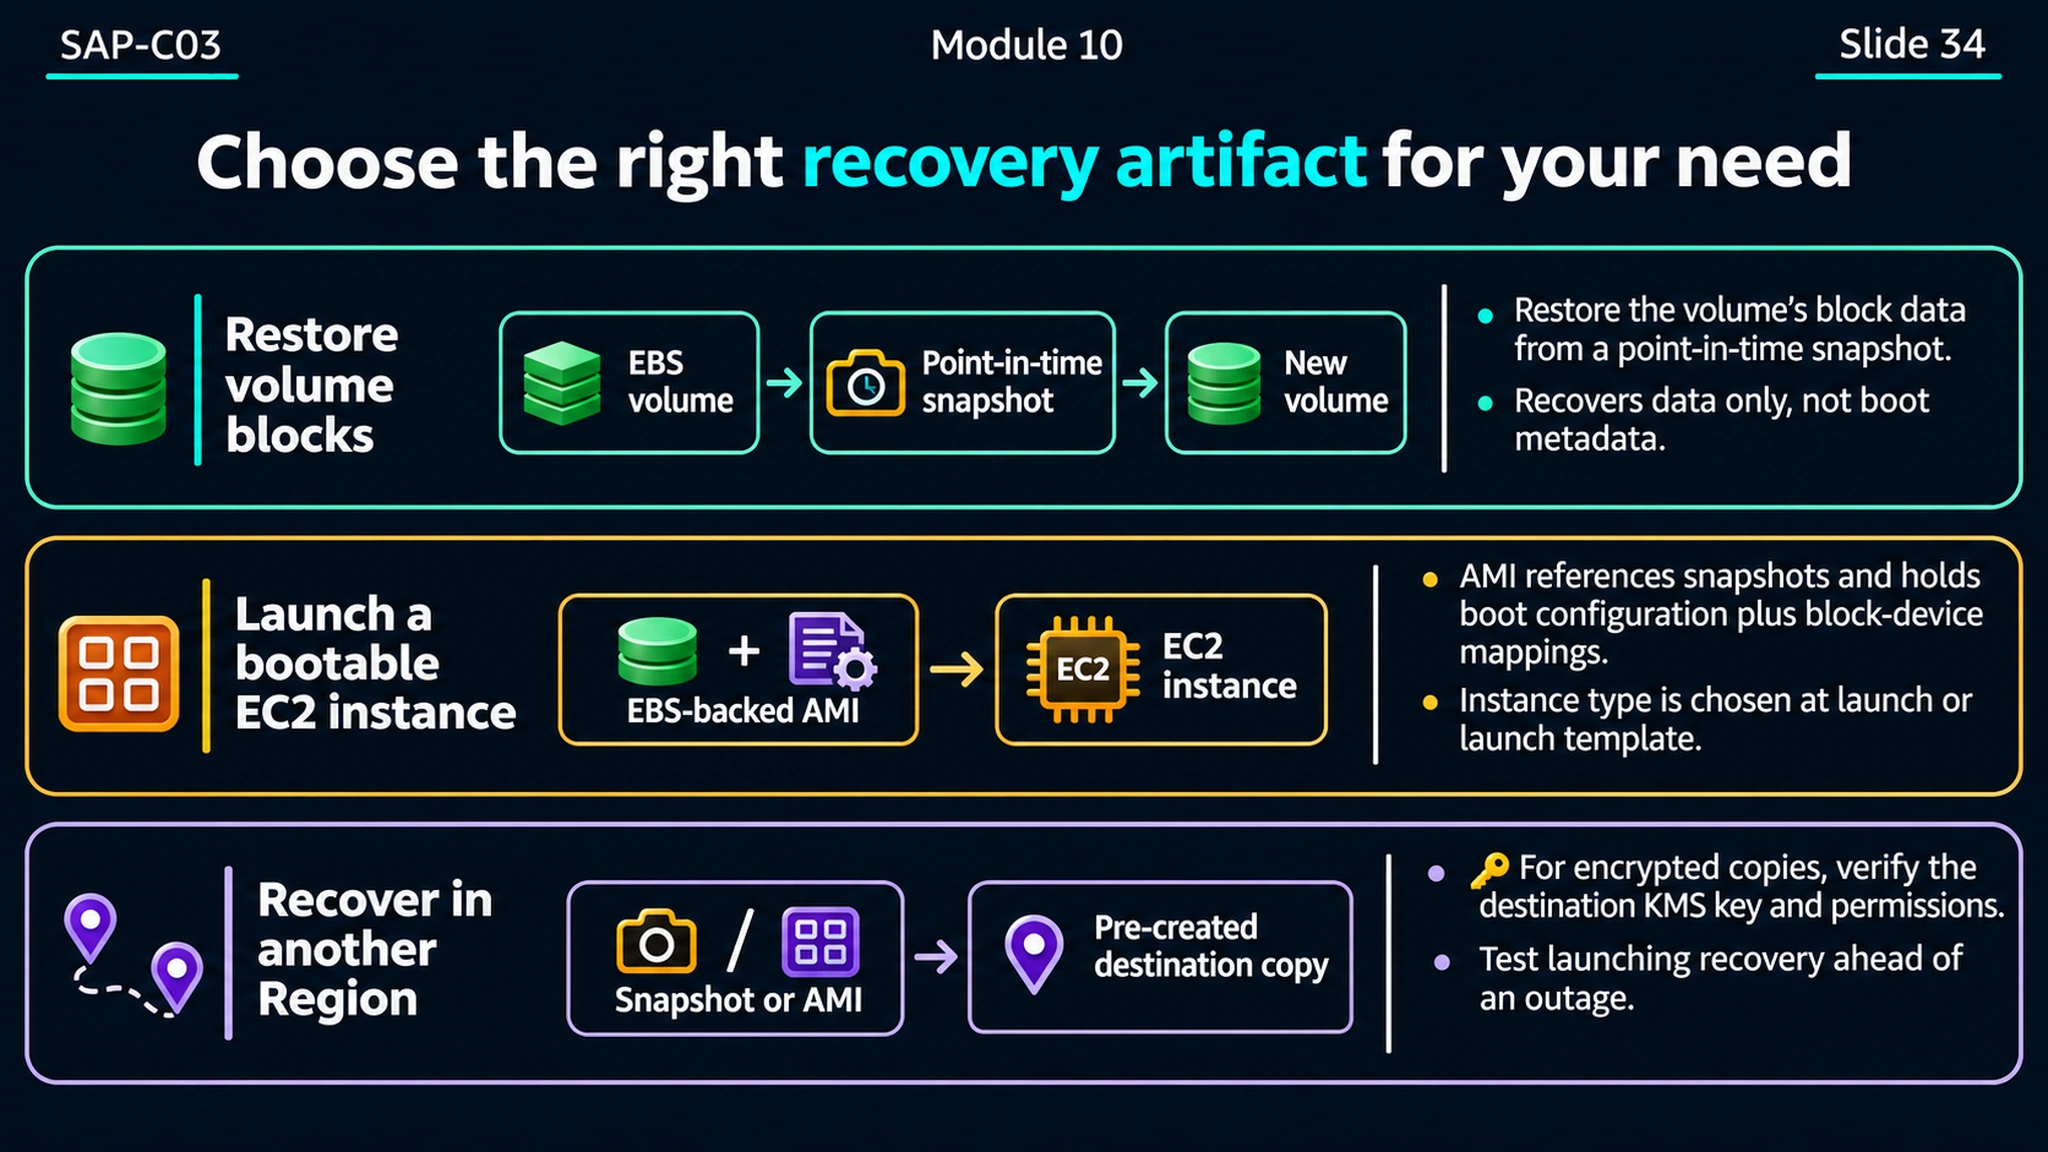 SAP-C03
Module 10
Slide 34
Choose the right recovery artifact for your need
Restore
volume
blocks
EBS
volume
Point-in-time
snapshot
New
volume
Restore the volume’s block data
from a point-in-time snapshot.
Recovers data only, not boot
metadata.
Launch a
bootable
EC2 instance
+
EBS-backed AMI
EC2
EC2
instance
AMI references snapshots and holds
boot configuration plus block-device
mappings.
Instance type is chosen at launch or
launch template.
Recover in
another
Region
/
Snapshot or AMI
Pre-created
destination copy
For encrypted copies, verify the
destination KMS key and permissions.
Test launching recovery ahead of
an outage.